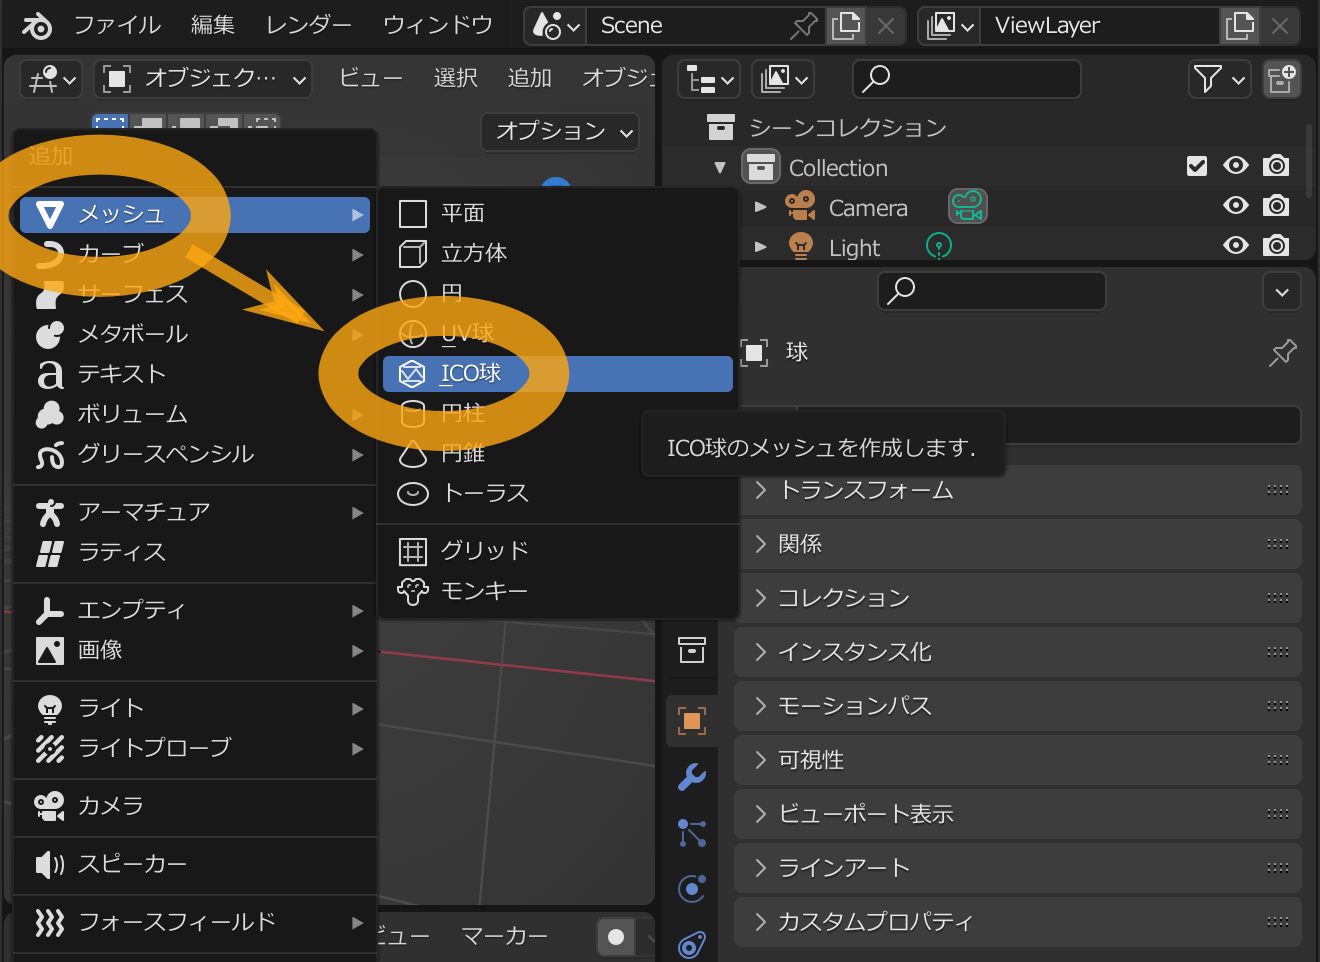 ファイル 編集 レンダー ウィンドウ Scene ViewLayer
オブジェク… ビュー 選択 追加 オブジェ
オプション
シーンコレクション
Collection
Camera
Light
球
追加
メッシュ
カーブ
サーフェス
メタボール
テキスト
ボリューム
グリースペンシル
アーマチュア
ラティス
エンプティ
画像
ライト
ライトプローブ
カメラ
スピーカー
フォースフィールド
平面
立方体
円
UV球
ICO球
円柱
円錐
トーラス
グリッド
モンキー
ICO球のメッシュを作成します.
トランスフォーム
関係
コレクション
インスタンス化
モーションパス
可視性
ビューポート表示
ラインアート
カスタムプロパティ
ビュー マーカー